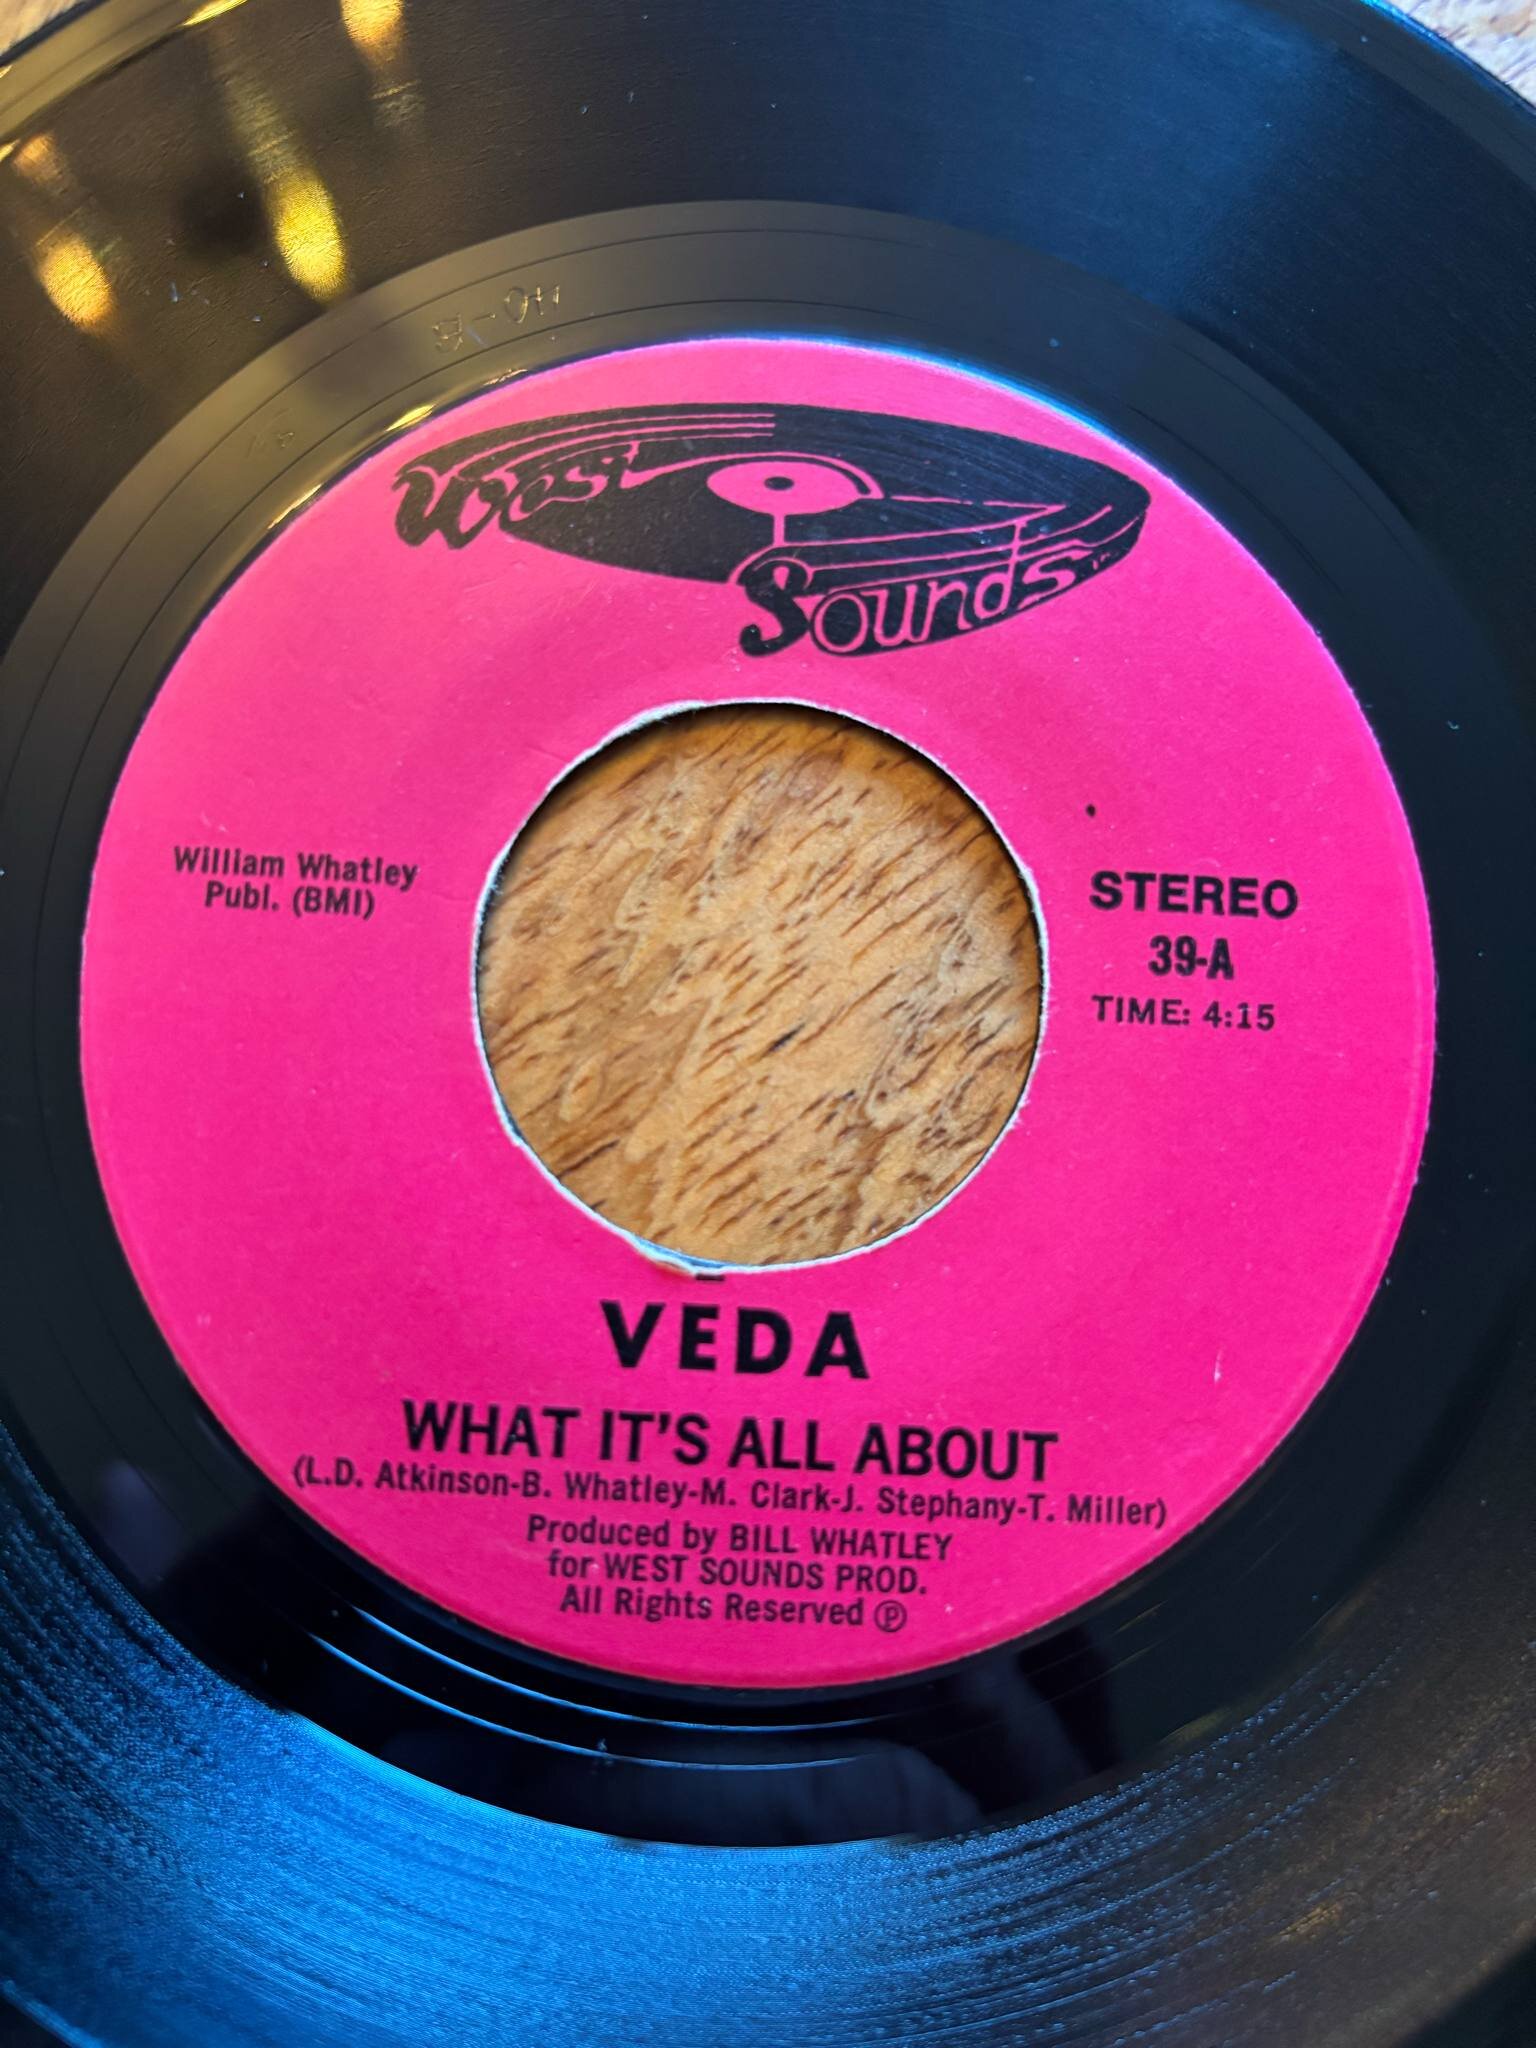 West
Sounds inc.
William Whatley
Publ. (BMI)
STEREO
39-A
TIME: 4:15
VEDA
WHAT IT'S ALL ABOUT
(L.D. Atkinson-B. Whatley-M. Clark-J. Stephany-T. Miller)
Produced by BILL WHATLEY
for WEST SOUNDS PROD.
All Rights Reserved ℗